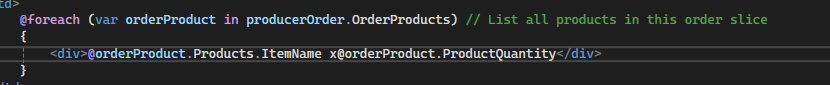 td>
@foreach (var orderProduct in producerOrder.OrderProducts) // List all products in this order slice
{
<div>@orderProduct.Products.ItemName x@orderProduct.ProductQuantity</div>
}